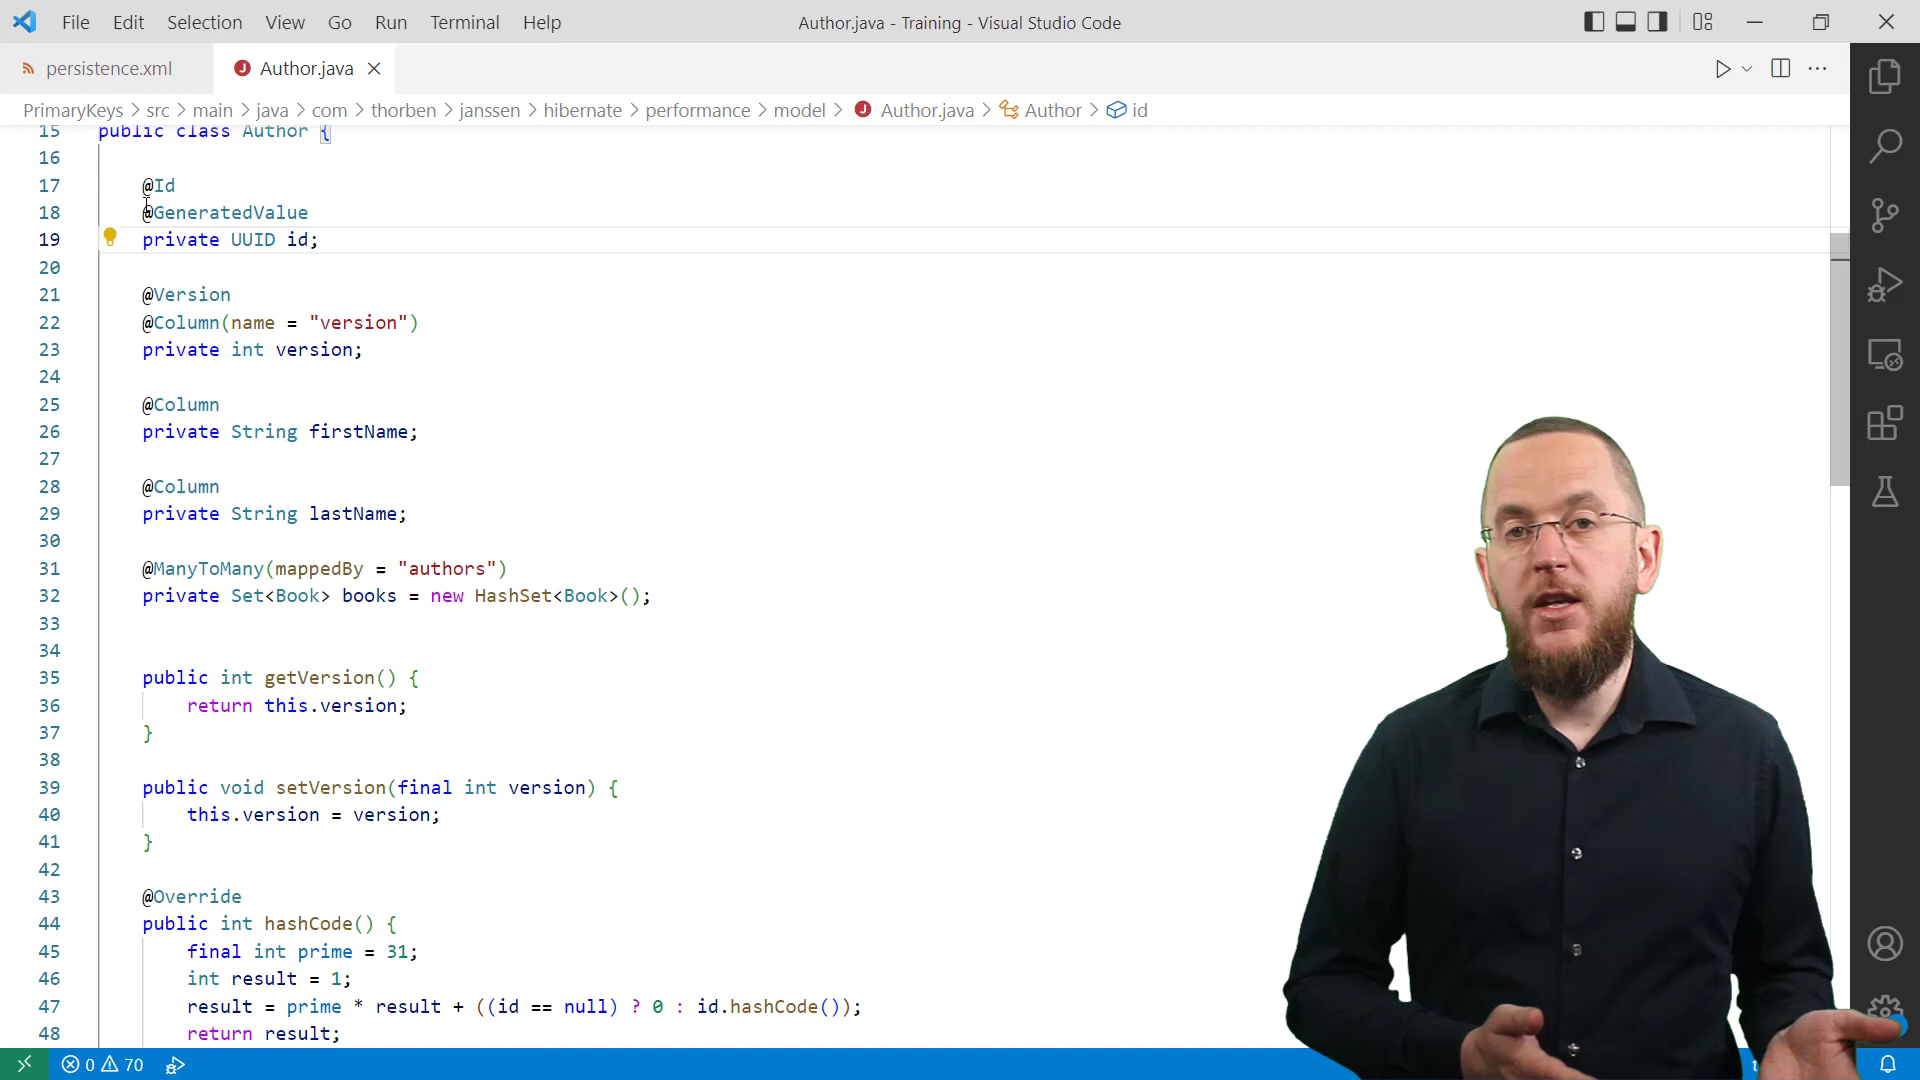 File Edit Selection View Go Run Terminal Help
Author.java - Training - Visual Studio Code
persistence.xml
J Author.java
PrimaryKeys > src > main > java > com > thorben > janssen > hibernate > performance > model > J Author.java > Author > id
15 public class Author {
16
17 @Id
18 @GeneratedValue
19 private UUID id;
20
21 @Version
22 @Column(name = "version")
23 private int version;
24
25 @Column
26 private String firstName;
27
28 @Column
29 private String lastName;
30
31 @ManyToMany(mappedBy = "authors")
32 private Set<Book> books = new HashSet<Book>();
33
34
35 public int getVersion() {
36 return this.version;
37 }
38
39 public void setVersion(final int version) {
40 this.version = version;
41 }
42
43 @Override
44 public int hashCode() {
45 final int prime = 31;
46 int result = 1;
47 result = prime * result + ((id == null) ? 0 : id.hashCode());
48 return result;
0 70